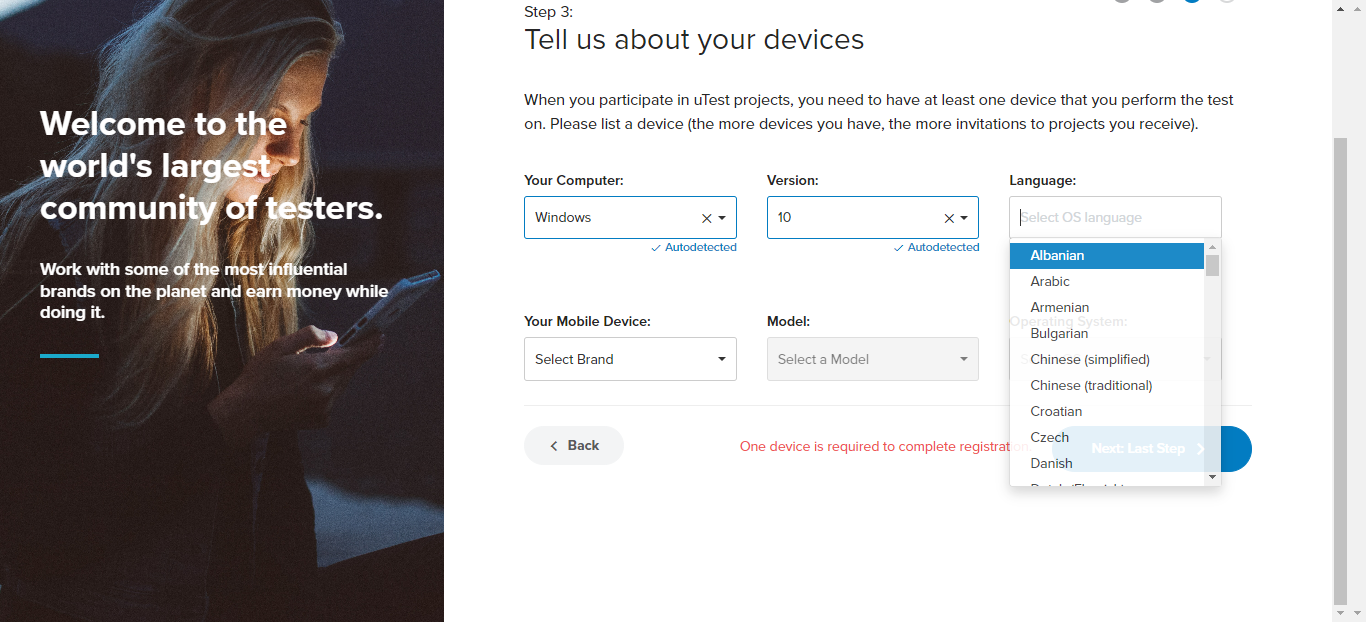 Welcome to the
world's largest
community of testers.
Work with some of the most influential
brands on the planet and earn money while
doing it.
Step 3:
Tell us about your devices
When you participate in uTest projects, you need to have at least one device that you perform the test
on. Please list a device (the more devices you have, the more invitations to projects you receive).
Your Computer:
Windows
Autodetected
Version:
10
Autodetected
Language:
Select OS language
Albanian
Arabic
Armenian
Bulgarian
Chinese (simplified)
Chinese (traditional)
Croatian
Czech
Danish
Your Mobile Device:
Select Brand
Model:
Select a Model
Operating System:
Back
One device is required to complete registration
Next: Last Step